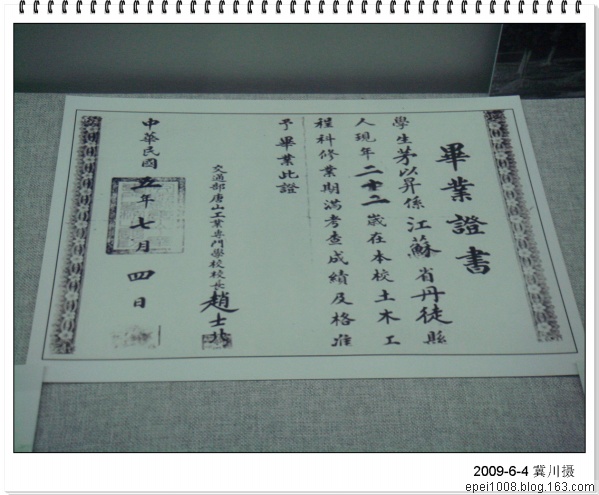 畢業證書
學生茅以昇係江蘇省丹徒縣
人現年二十二歲在本校土木工
程科修業期滿考查成績及格准
予畢業此證
交通部唐山工業專門學校校長趙士
中華民國五年七月四日
2009-6-4 冀川摄
epei1008.blog.163.com